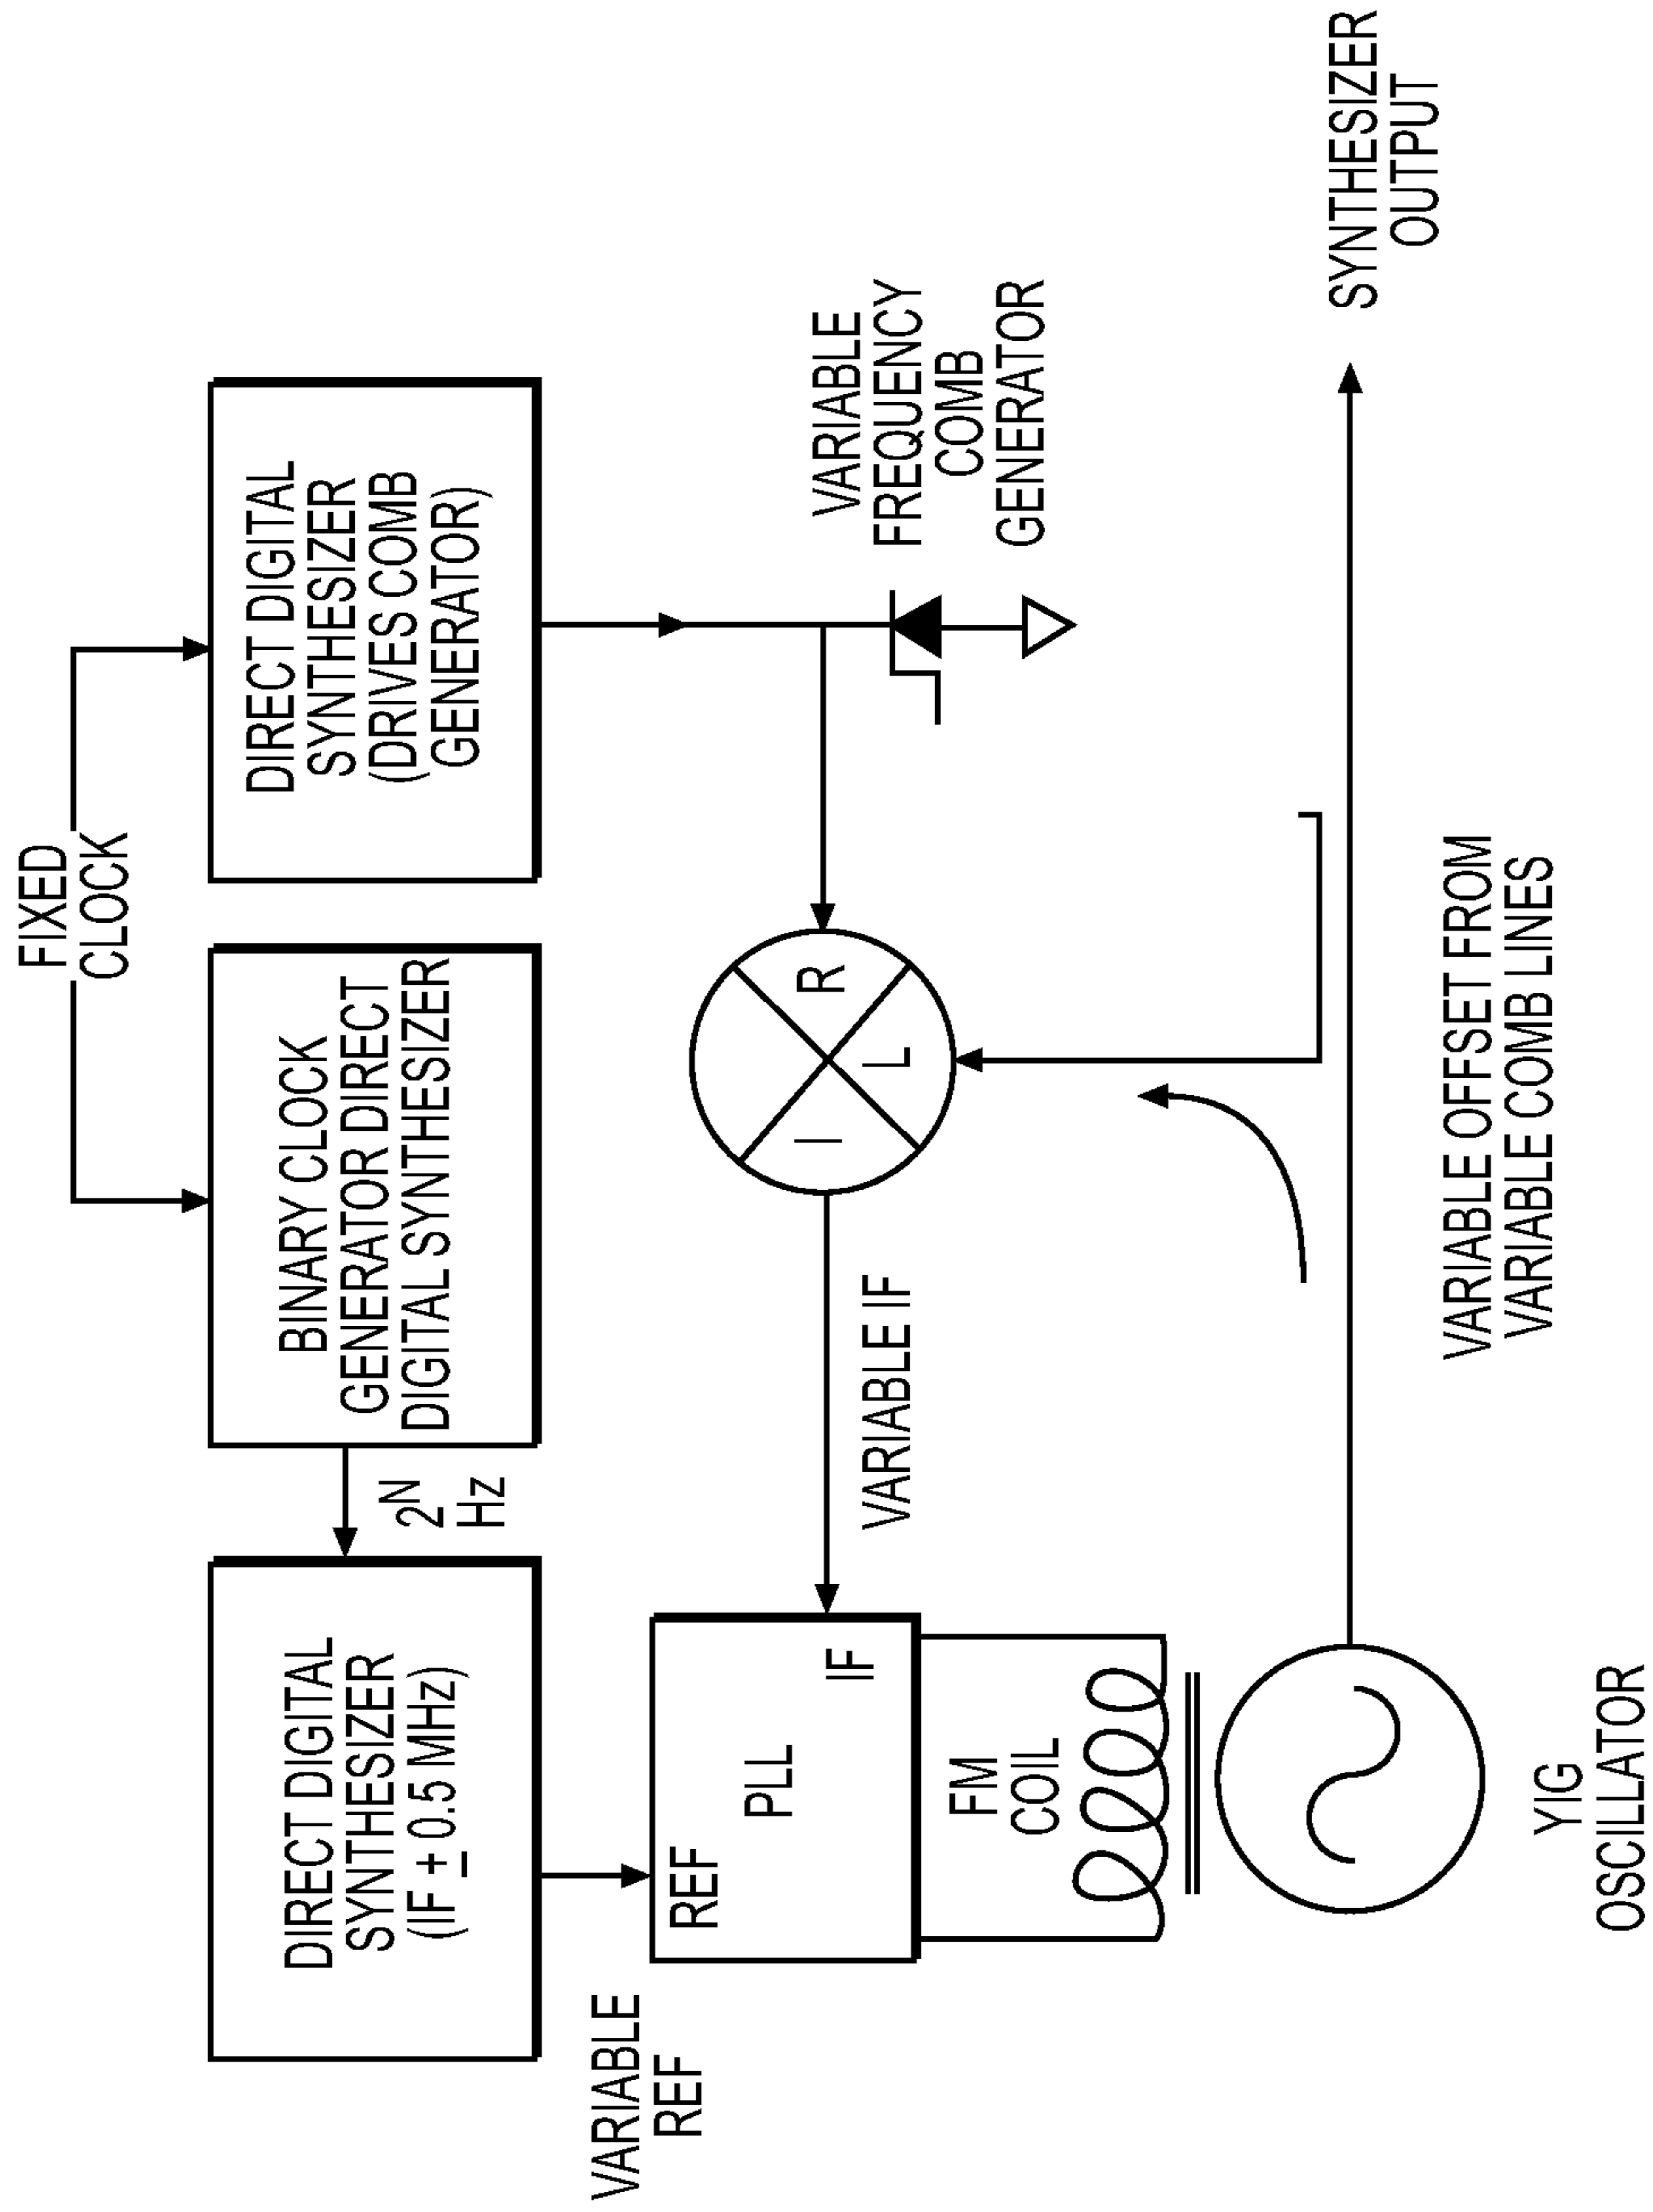 FIXED
CLOCK
DIRECT DIGITAL
SYNTHESIZER
(IF ± 0.5 MHz)
2ᴺ
Hz
BINARY CLOCK
GENERATOR DIRECT
DIGITAL SYNTHESIZER
DIRECT DIGITAL
SYNTHESIZER
(DRIVES COMB
GENERATOR)
VARIABLE
REF
REF
PLL
IF
VARIABLE IF
I
L
R
VARIABLE
FREQUENCY
COMB
GENERATOR
FM
COIL
YIG
OSCILLATOR
VARIABLE OFFSET FROM
VARIABLE COMB LINES
SYNTHESIZER
OUTPUT